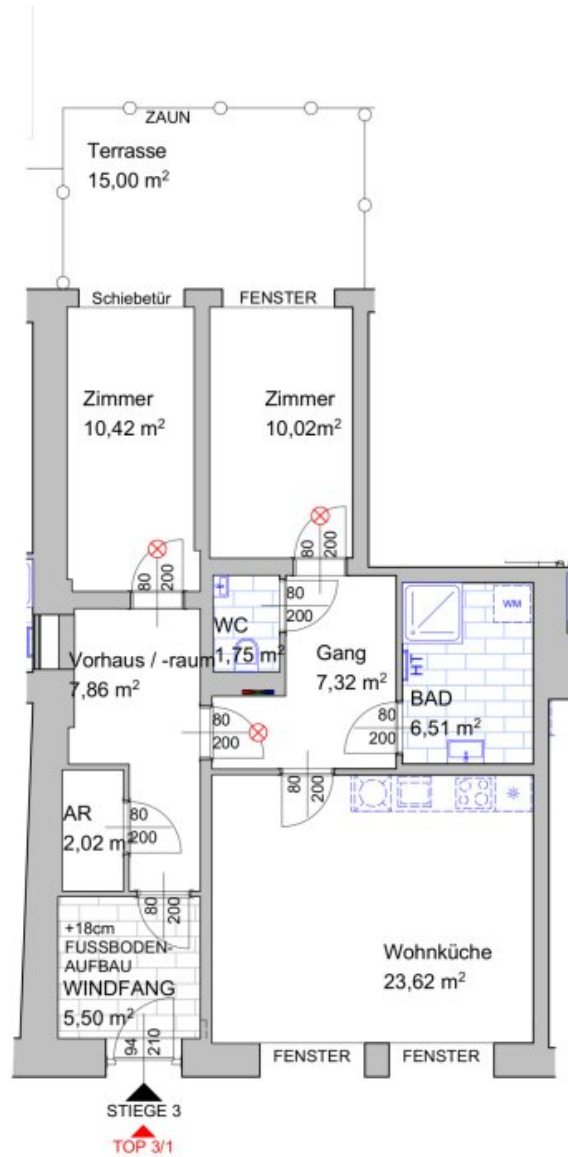 ZAUN
Terrasse
15,00 m²
Schiebetür
FENSTER
Zimmer
10,42 m²
Zimmer
10,02m²
80
200
80
200
WC
1,75 m²
80
200
WM
HT
Vorhaus / -raum
7,86 m²
Gang
7,32 m²
BAD
6,51 m²
80
200
80
200
80
200
AR
2,02 m²
80
200
80
200
+18cm
FUSSBODEN-
AUFBAU
WINDFANG
5,50 m²
Wohnküche
23,62 m²
94
210
FENSTER
FENSTER
STIEGE 3
TOP 3/1